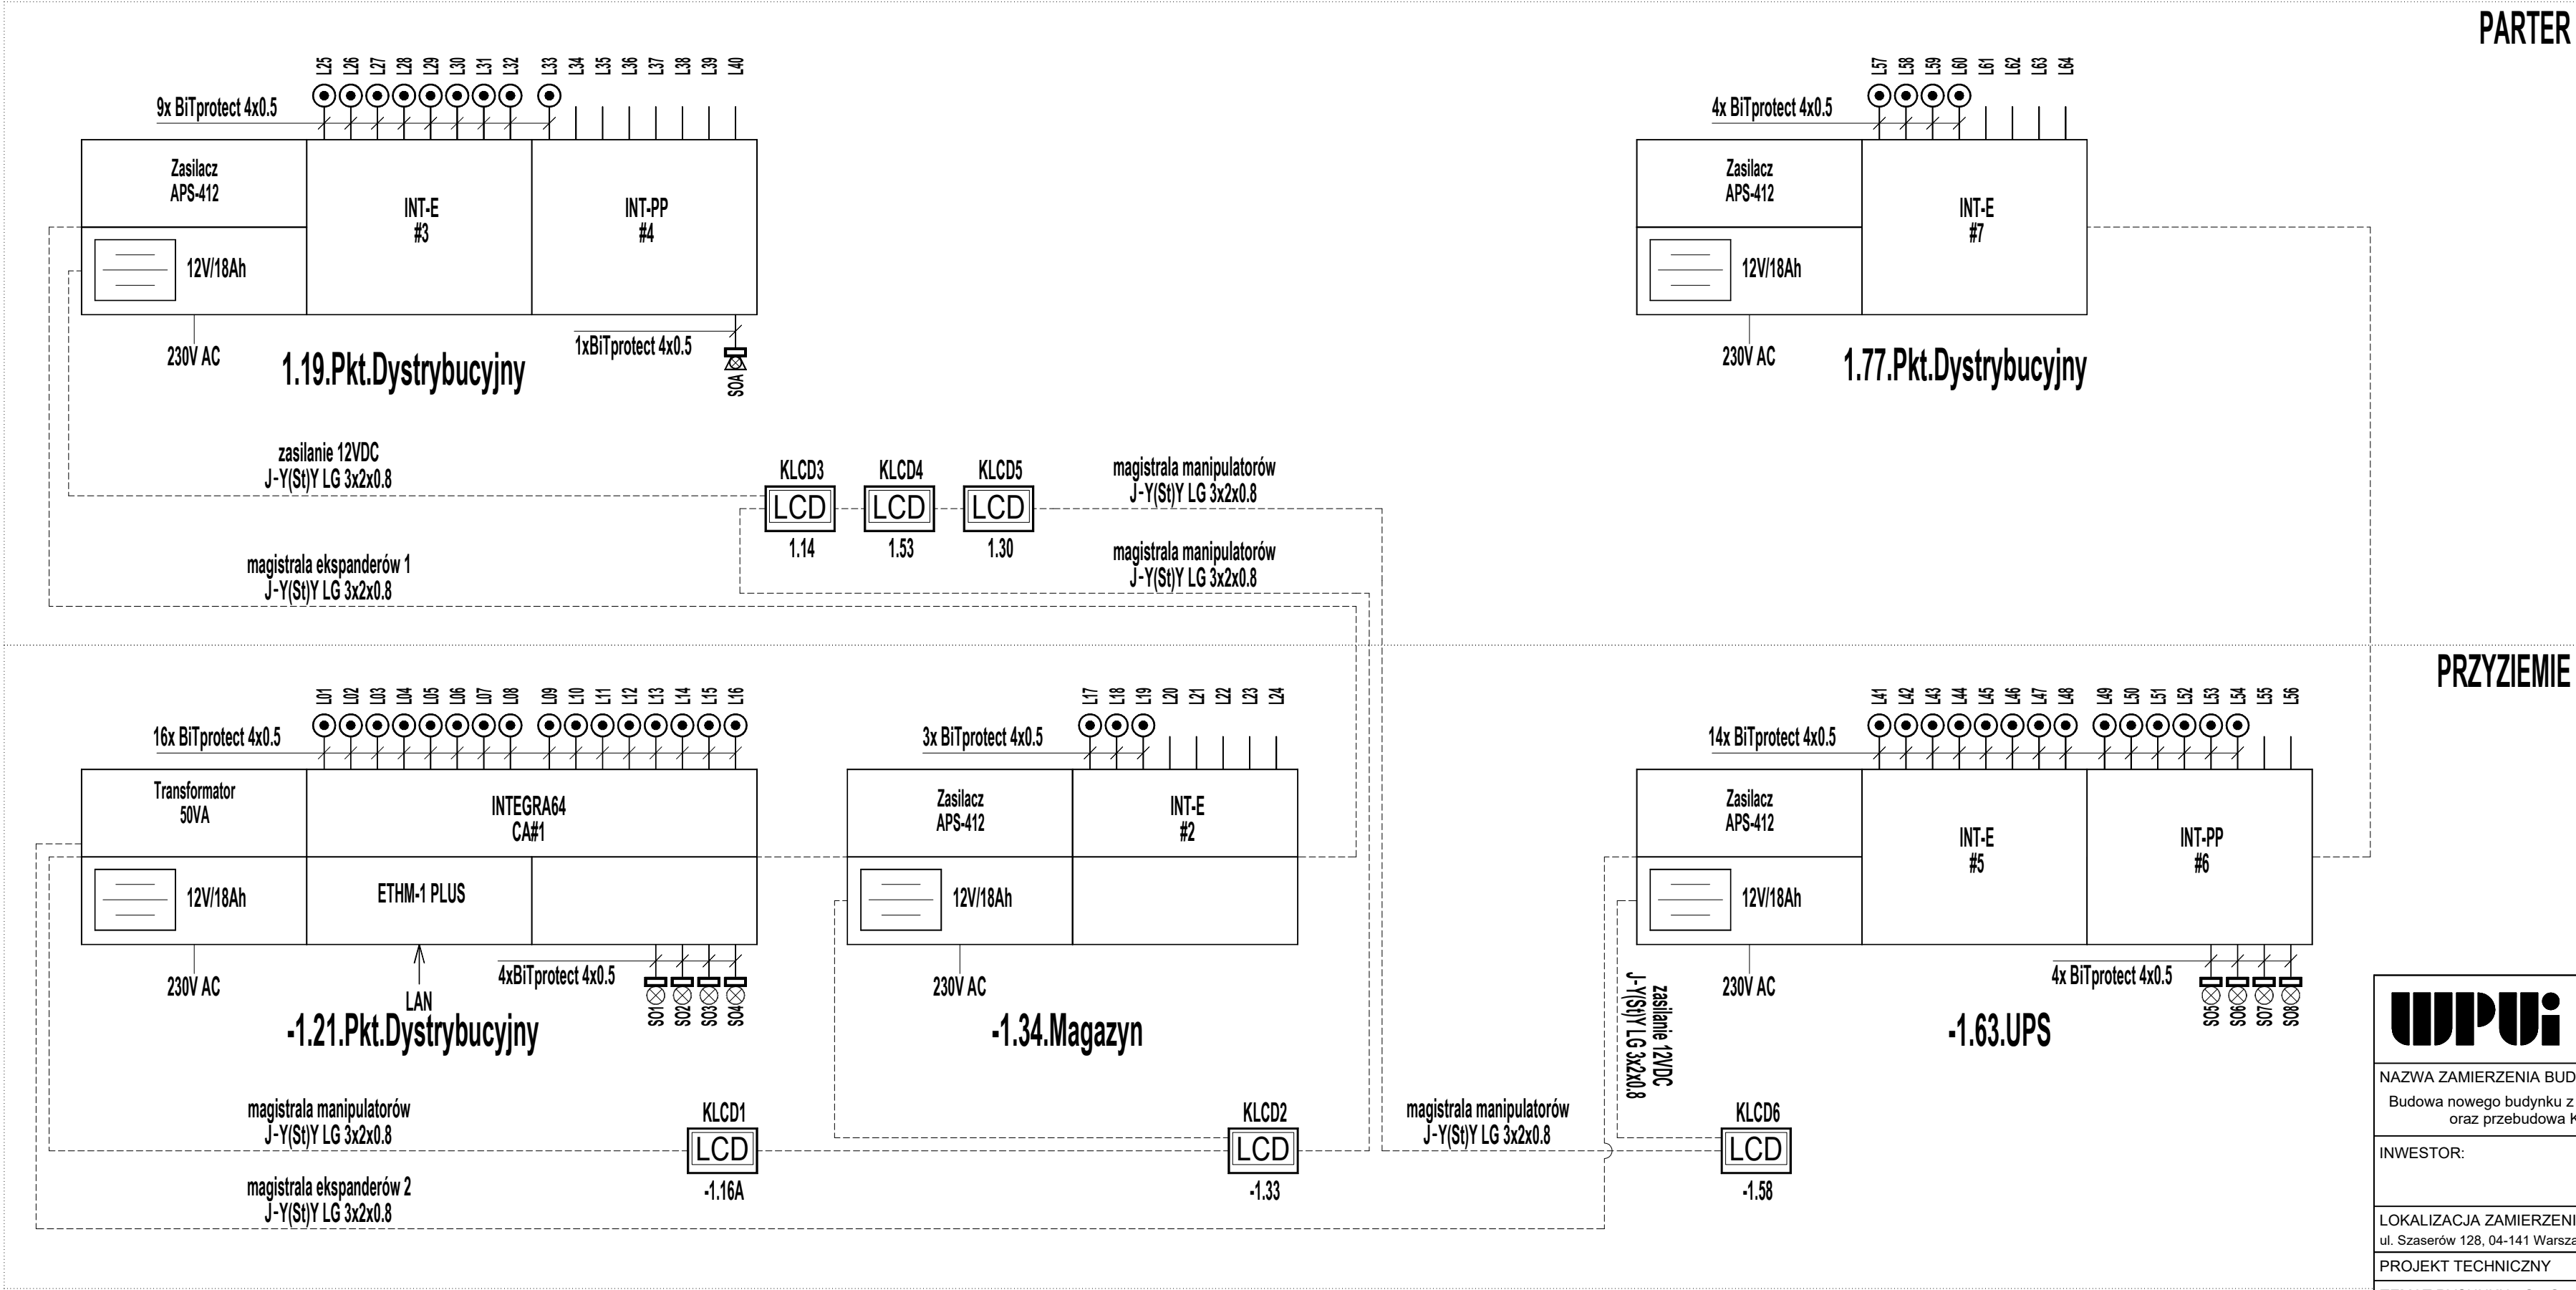 PARTER
L25 L26 L27 L28 L29 L30 L31 L32 L33 L34 L35 L36 L37 L38 L39 L40
9x BiTprotect 4x0.5
Zasilacz
APS-412
INT-E
#3
INT-PP
#4
12V/18Ah
230V AC
1xBiTprotect 4x0.5
SOA
1.19.Pkt.Dystrybucyjny
L57 L58 L59 L60 L61 L62 L63 L64
4x BiTprotect 4x0.5
Zasilacz
APS-412
INT-E
#7
12V/18Ah
230V AC
1.77.Pkt.Dystrybucyjny
zasilanie 12VDC
J-Y(St)Y LG 3x2x0.8
KLCD3
LCD
1.14
KLCD4
LCD
1.53
KLCD5
LCD
1.30
magistrala manipulatorów
J-Y(St)Y LG 3x2x0.8
magistrala manipulatorów
J-Y(St)Y LG 3x2x0.8
magistrala ekspanderów 1
J-Y(St)Y LG 3x2x0.8
PRZYZIEMIE
L01 L02 L03 L04 L05 L06 L07 L08 L09 L10 L11 L12 L13 L14 L15 L16
16x BiTprotect 4x0.5
Transformator
50VA
INTEGRA64
CA#1
12V/18Ah
ETHM-1 PLUS
230V AC
LAN
4xBiTprotect 4x0.5
SO1 SO2 SO3 SO4
-1.21.Pkt.Dystrybucyjny
L17 L18 L19 L20 L21 L22 L23 L24
3x BiTprotect 4x0.5
Zasilacz
APS-412
INT-E
#2
12V/18Ah
230V AC
-1.34.Magazyn
L41 L42 L43 L44 L45 L46 L47 L48 L49 L50 L51 L52 L53 L54 L55 L56
14x BiTprotect 4x0.5
Zasilacz
APS-412
INT-E
#5
INT-PP
#6
12V/18Ah
230V AC
4x BiTprotect 4x0.5
SO5 SO6 SO7 SO8
-1.63.UPS
zasilanie 12VDC
J-Y(St)Y LG 3x2x0.8
magistrala manipulatorów
J-Y(St)Y LG 3x2x0.8
KLCD1
LCD
-1.16A
KLCD2
LCD
-1.33
magistrala manipulatorów
J-Y(St)Y LG 3x2x0.8
KLCD6
LCD
-1.58
magistrala ekspanderów 2
J-Y(St)Y LG 3x2x0.8
WPUi
NAZWA ZAMIERZENIA BUD
Budowa nowego budynku z
oraz przebudowa K
INWESTOR:
LOKALIZACJA ZAMIERZENI
ul. Szaserów 128, 04-141 Warsza
PROJEKT TECHNICZNY